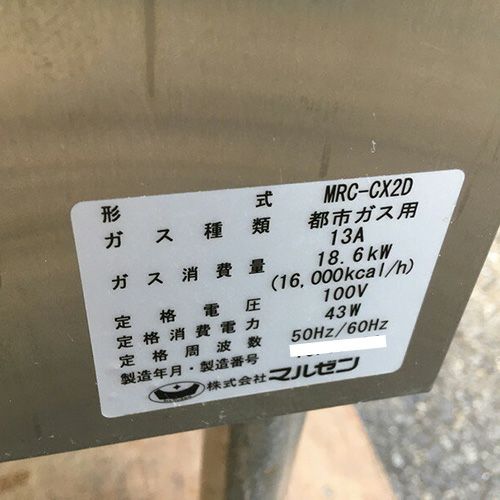 形式 MRC-CX2D
ガス種類 都市ガス用
13A
ガス消費量 18.6kW
(16,000kcal/h)
定格電圧 100V
定格消費電力 43W
定格周波数 50Hz/60Hz
製造年月・製造番号
株式会社マルゼン